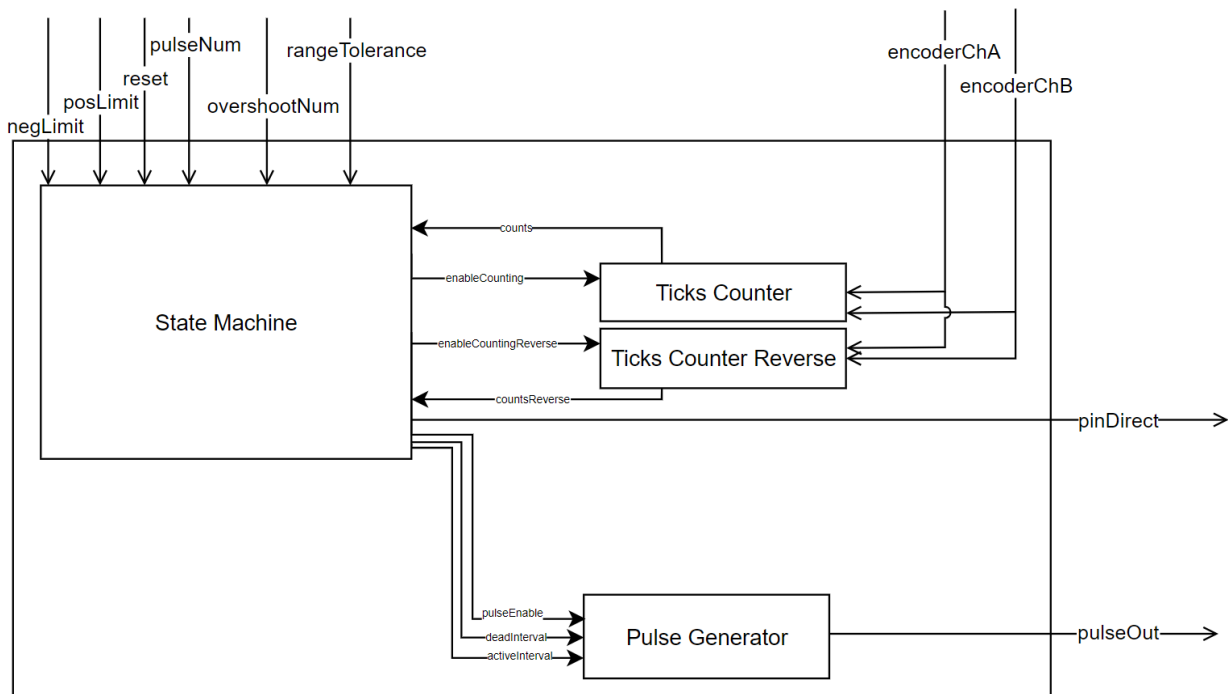 pulseNum
rangeTolerance
encoderChA
reset
encoderChB
posLimit
overshootNum
negLimit
counts
enableCounting
Ticks Counter
State Machine
enableCountingReverse
Ticks Counter Reverse
countsReverse
pinDirect
pulseEnable
deadInterval
Pulse Generator
pulseOut
activeInterval